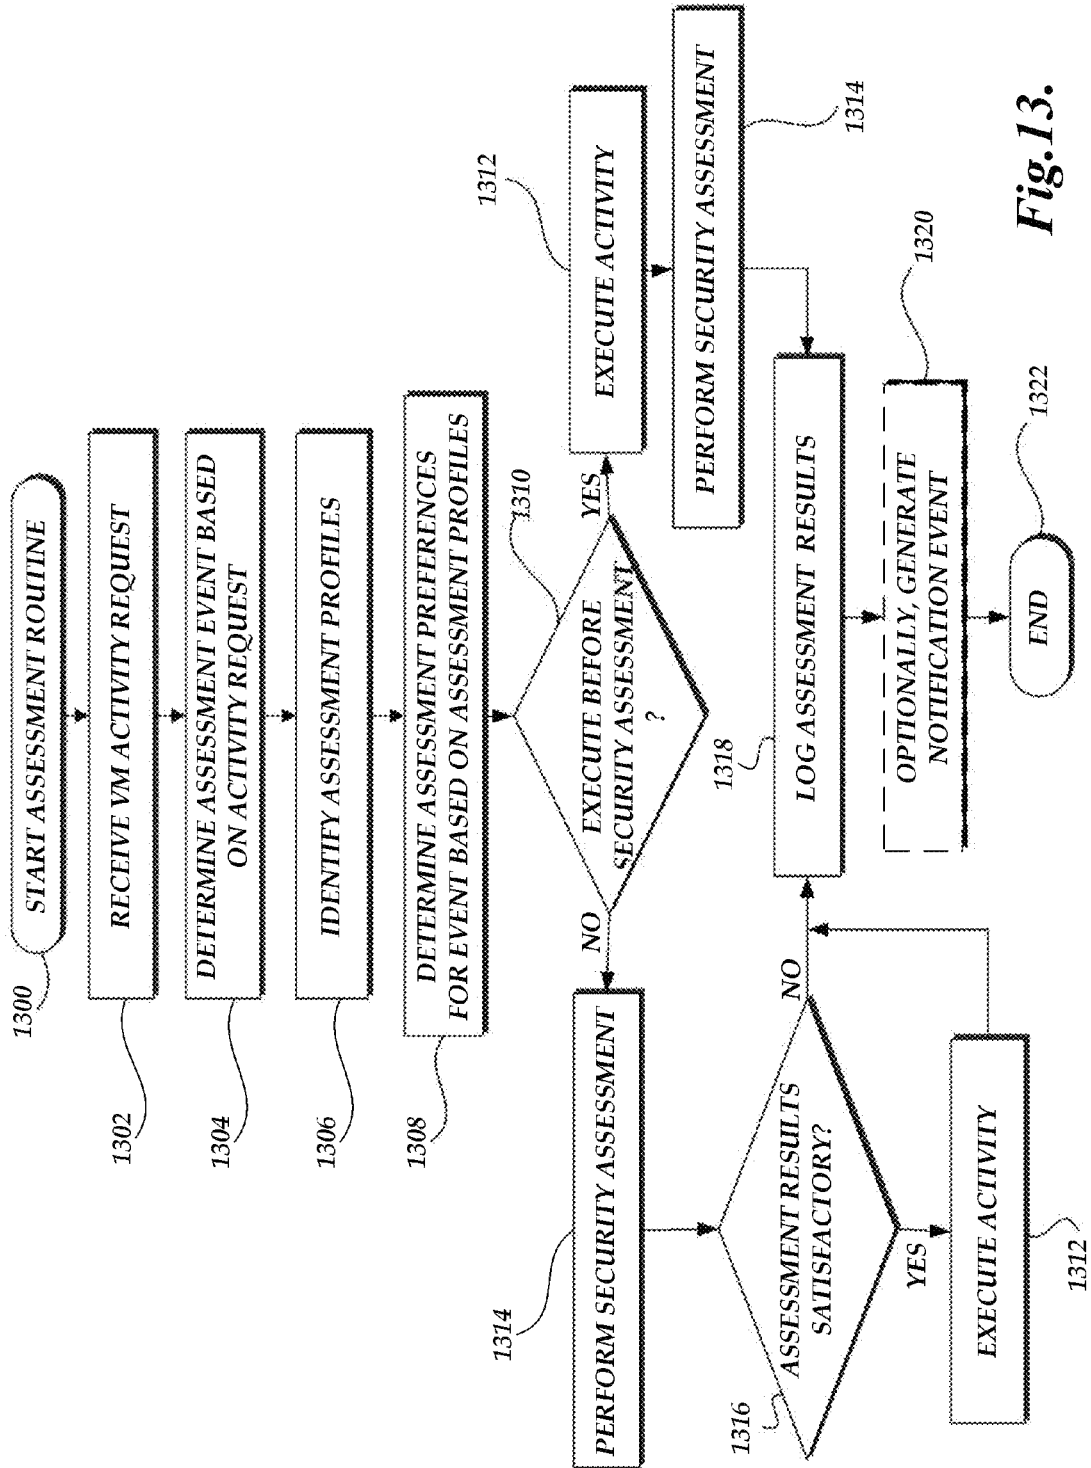 START ASSESSMENT ROUTINE
1300
RECEIVE VM ACTIVITY REQUEST
1302
DETERMINE ASSESSMENT EVENT BASED
ON ACTIVITY REQUEST
1304
IDENTIFY ASSESSMENT PROFILES
1306
DETERMINE ASSESSMENT PREFERENCES
FOR EVENT BASED ON ASSESSMENT PROFILES
1308
EXECUTE BEFORE
SECURITY ASSESSMENT
?
1310
NO
YES
PERFORM SECURITY ASSESSMENT
1314
EXECUTE ACTIVITY
1312
PERFORM SECURITY ASSESSMENT
1314
ASSESSMENT RESULTS
SATISFACTORY?
1316
NO
YES
EXECUTE ACTIVITY
1312
LOG ASSESSMENT RESULTS
1318
OPTIONALLY, GENERATE
NOTIFICATION EVENT
1320
END
1322
Fig.13.